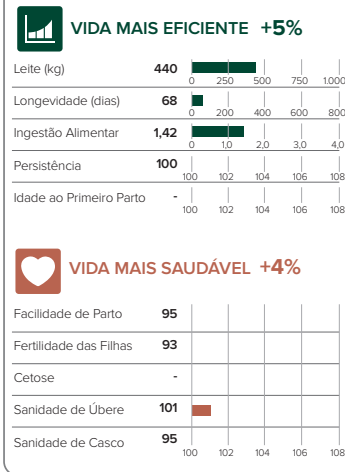 VIDA MAIS EFICIENTE +5%
Leite (kg) 440
0 250 500 750 1.000
Longevidade (dias) 68
0 200 400 600 800
Ingestão Alimentar 1,42
0 1,0 2,0 3,0 4,0
Persistência 100
100 102 104 106 108
Idade ao Primeiro Parto -
100 102 104 106 108
VIDA MAIS SAUDÁVEL +4%
Facilidade de Parto 95
Fertilidade das Filhas 93
Cetose -
Sanidade de Úbere 101
Sanidade de Casco 95
100 102 104 106 108